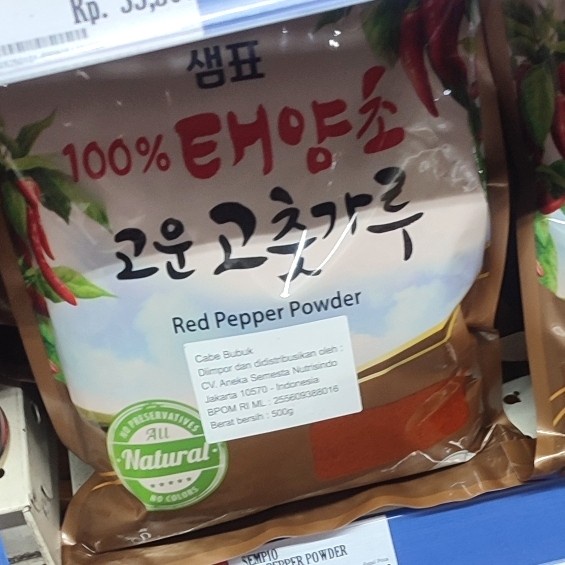 Rp.
샘표
100% 태양초
고운 고춧가루
Red Pepper Powder
Cabe Bubuk
Diimpor dan didistribusikan oleh :
CV. Aneka Semesta Nutrisindo
Jakarta 10570 - Indonesia
BPOM RI ML : 255609388016
Berat bersih : 500g
NO PRESERVATIVES
All
Natural
NO COLORS
SEMPIO
PEPPER POWDER